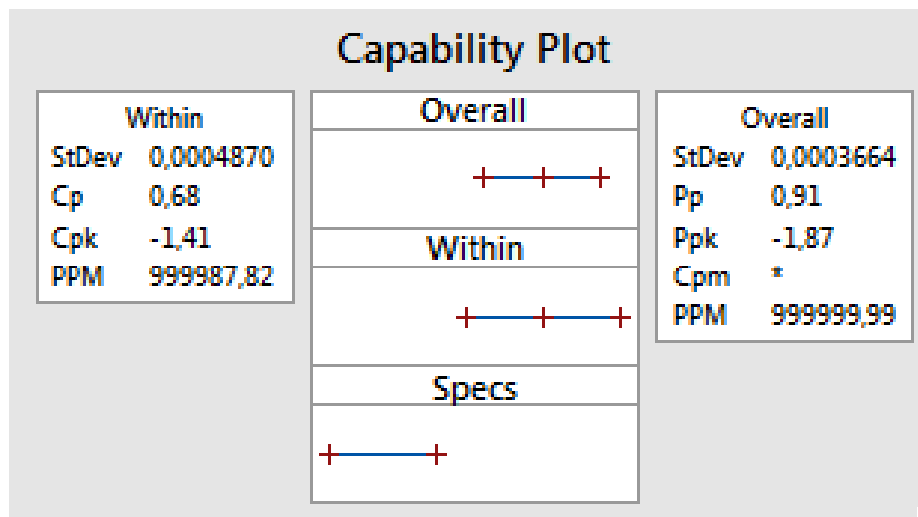 Capability Plot
Within
StDev 0,0004870
Cp 0,68
Cpk -1,41
PPM 999987,82
Overall
Within
Specs
Overall
StDev 0,0003664
Pp 0,91
Ppk -1,87
Cpm *
PPM 999999,99